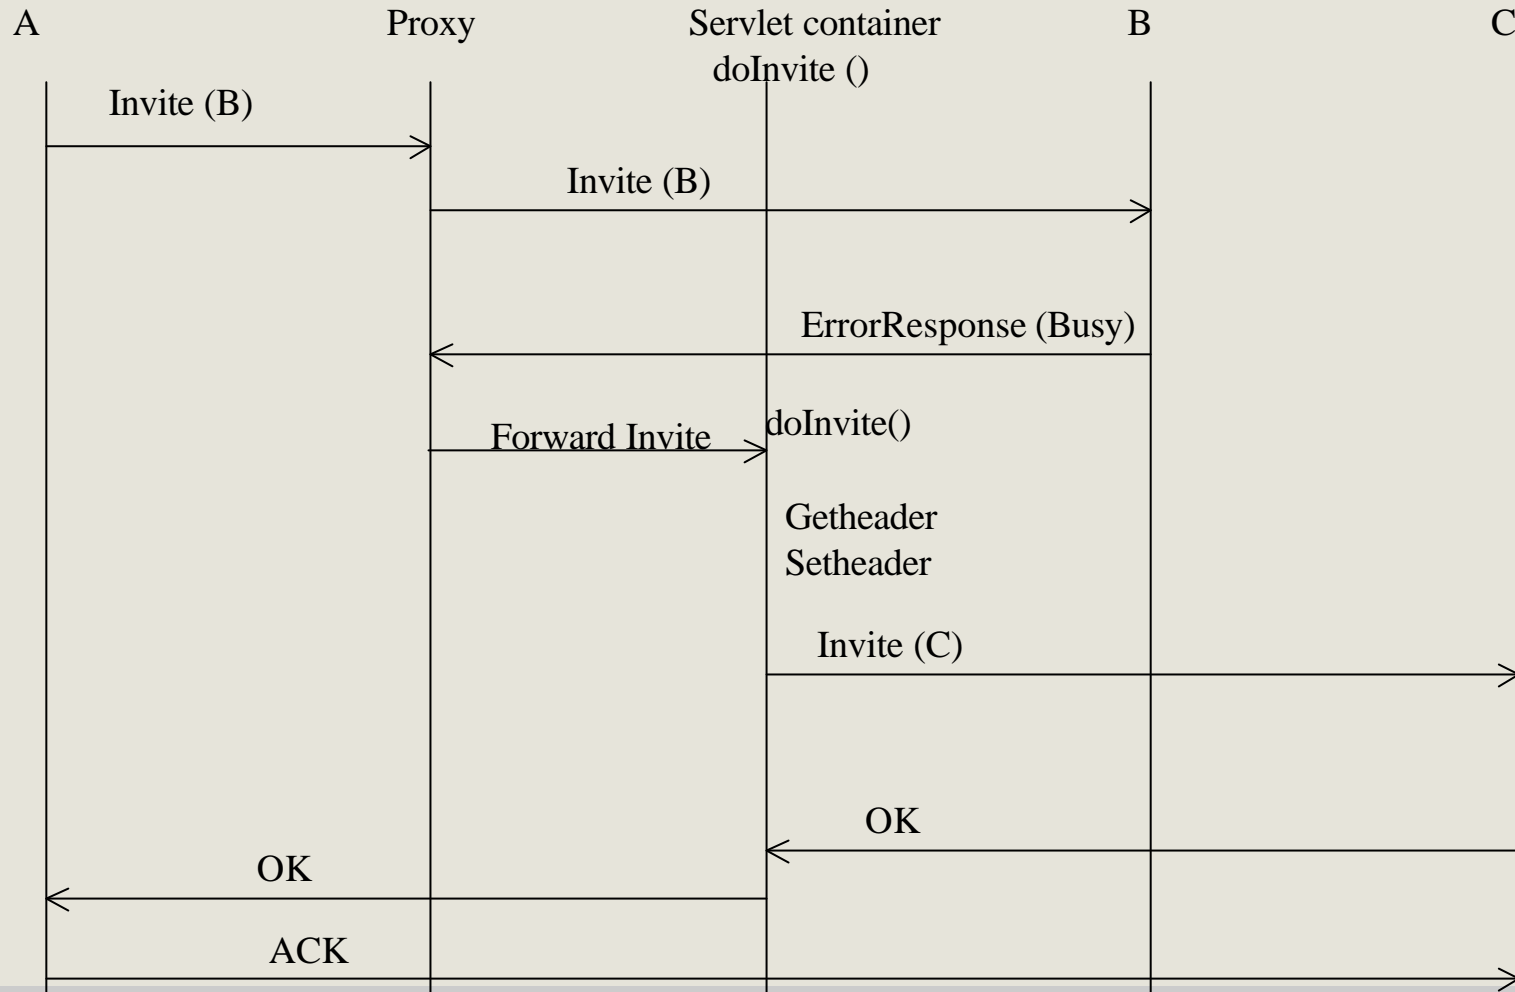 A
Proxy
Servlet container
doInvite ()
B
C
Invite (B)
Invite (B)
ErrorResponse (Busy)
doInvite()
Forward Invite
Getheader
Setheader
Invite (C)
OK
OK
ACK